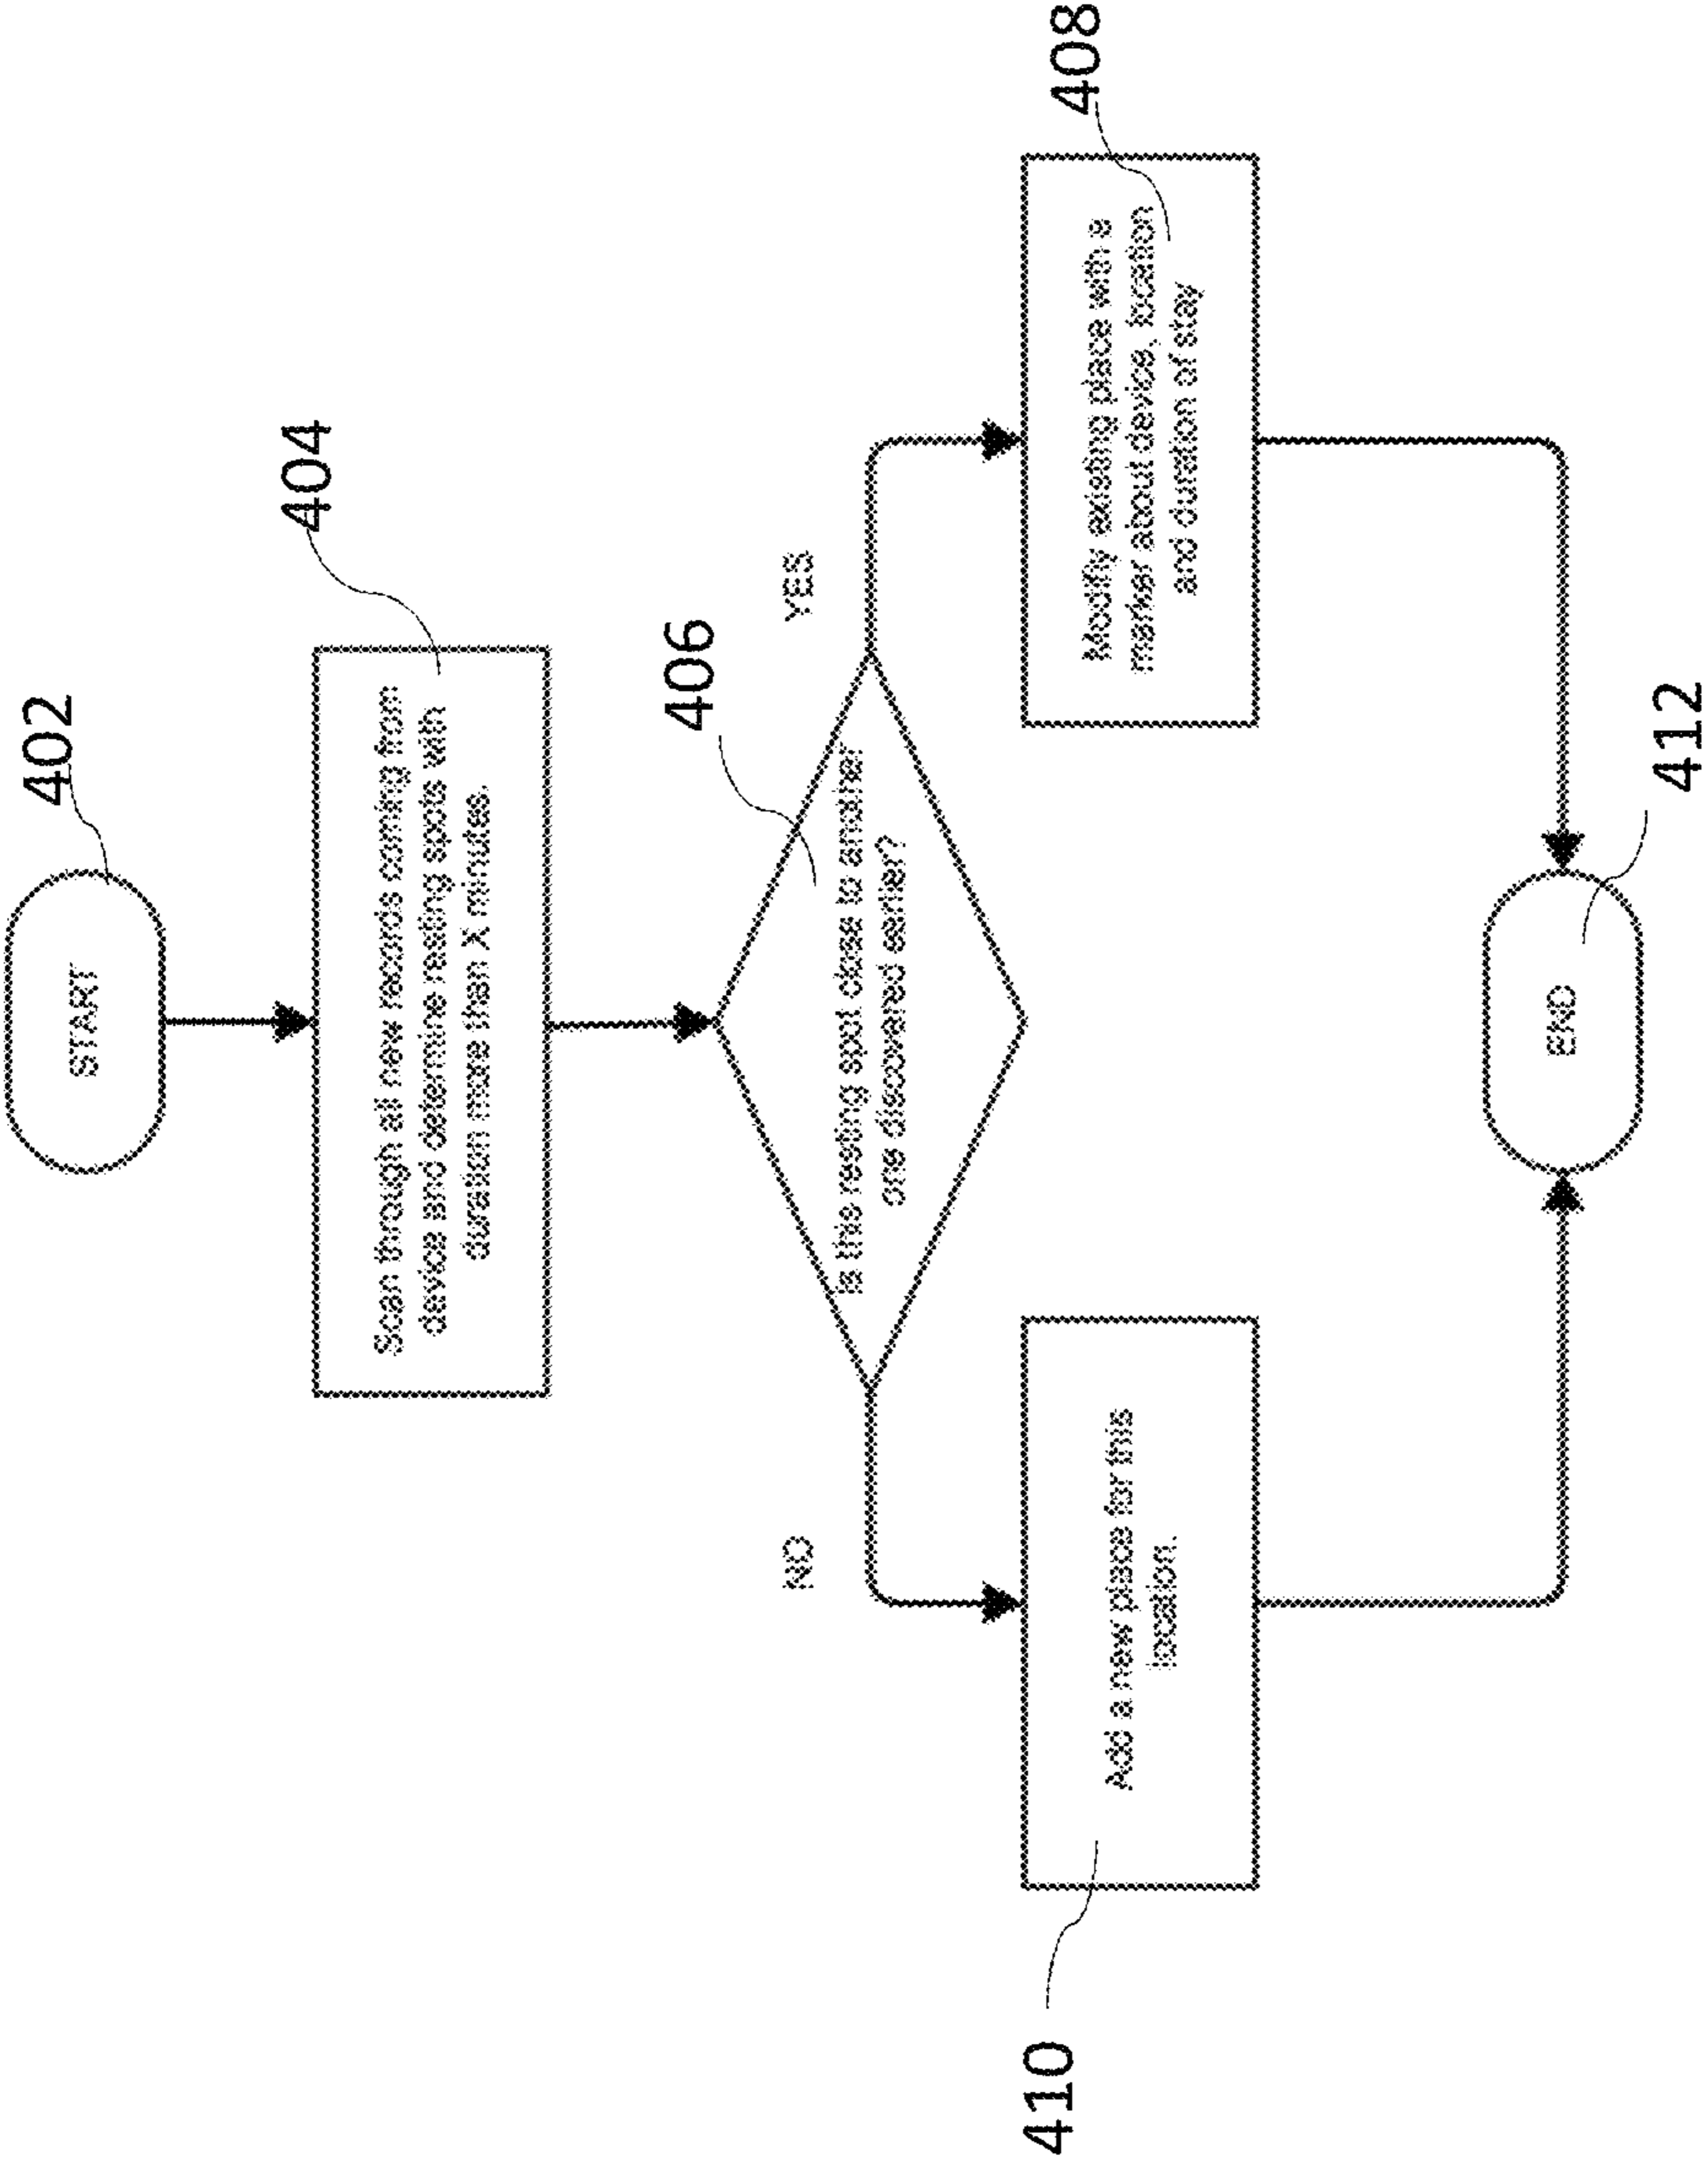 402
START
404
Scan through all new records coming from
device and determine resting spots with
duration more than X minutes.
406
Is this resting spot close to another
one discovered earlier?
NO
YES
410
Add a new place for this
location.
408
Modify existing place with a
marker about device, location
and duration of stay
END
412